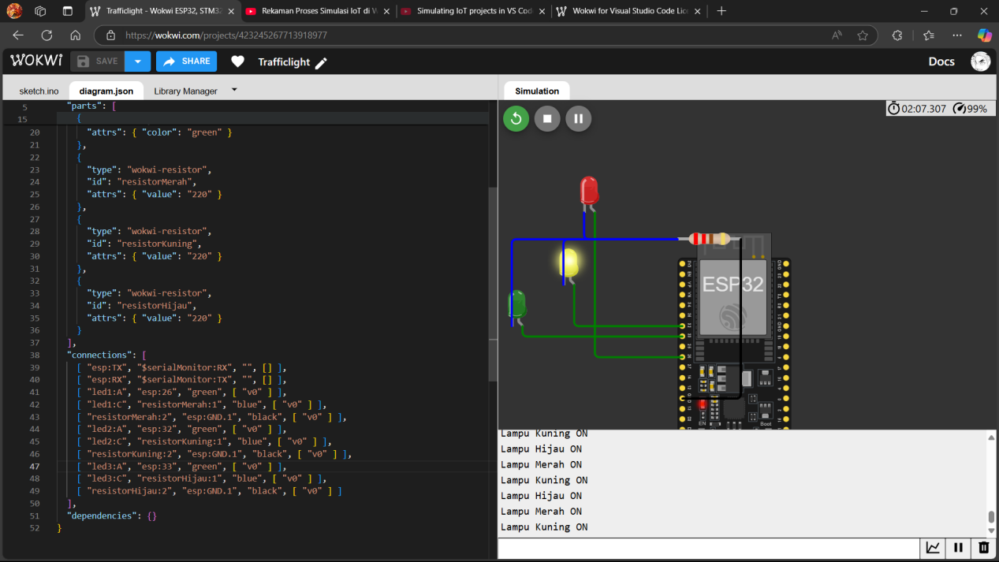 Trafficlight - Wokwi ESP32, STM32
Rekaman Proses Simulasi IoT di W
Simulating IoT projects in VS Cod
Wokwi for Visual Studio Code Lic
https://wokwi.com/projects/423245267713918977
WOKWi
SAVE
SHARE
Trafficlight
Docs
sketch.ino
diagram.json
Library Manager
Simulation
02:07.307
99%
5 "parts": [
15 {
20 "attrs": { "color": "green" }
21 },
22 {
23 "type": "wokwi-resistor",
24 "id": "resistorMerah",
25 "attrs": { "value": "220" }
26 },
27 {
28 "type": "wokwi-resistor",
29 "id": "resistorKuning",
30 "attrs": { "value": "220" }
31 },
32 {
33 "type": "wokwi-resistor",
34 "id": "resistorHijau",
35 "attrs": { "value": "220" }
36 }
37 ],
38 "connections": [
39 [ "esp:TX", "$serialMonitor:RX", "", [] ],
40 [ "esp:RX", "$serialMonitor:TX", "", [] ],
41 [ "led1:A", "esp:26", "green", [ "v0" ] ],
42 [ "led1:C", "resistorMerah:1", "blue", [ "v0" ] ],
43 [ "resistorMerah:2", "esp:GND.1", "black", [ "v0" ] ],
44 [ "led2:A", "esp:32", "green", [ "v0" ] ],
45 [ "led2:C", "resistorKuning:1", "blue", [ "v0" ] ],
46 [ "resistorKuning:2", "esp:GND.1", "black", [ "v0" ] ],
47 [ "led3:A", "esp:33", "green", [ "v0" ] ],
48 [ "led3:C", "resistorHijau:1", "blue", [ "v0" ] ],
49 [ "resistorHijau:2", "esp:GND.1", "black", [ "v0" ] ]
50 ],
51 "dependencies": {}
52 }
ESP32
EN
Boot
Lampu Kuning ON
Lampu Hijau ON
Lampu Merah ON
Lampu Kuning ON
Lampu Hijau ON
Lampu Merah ON
Lampu Kuning ON